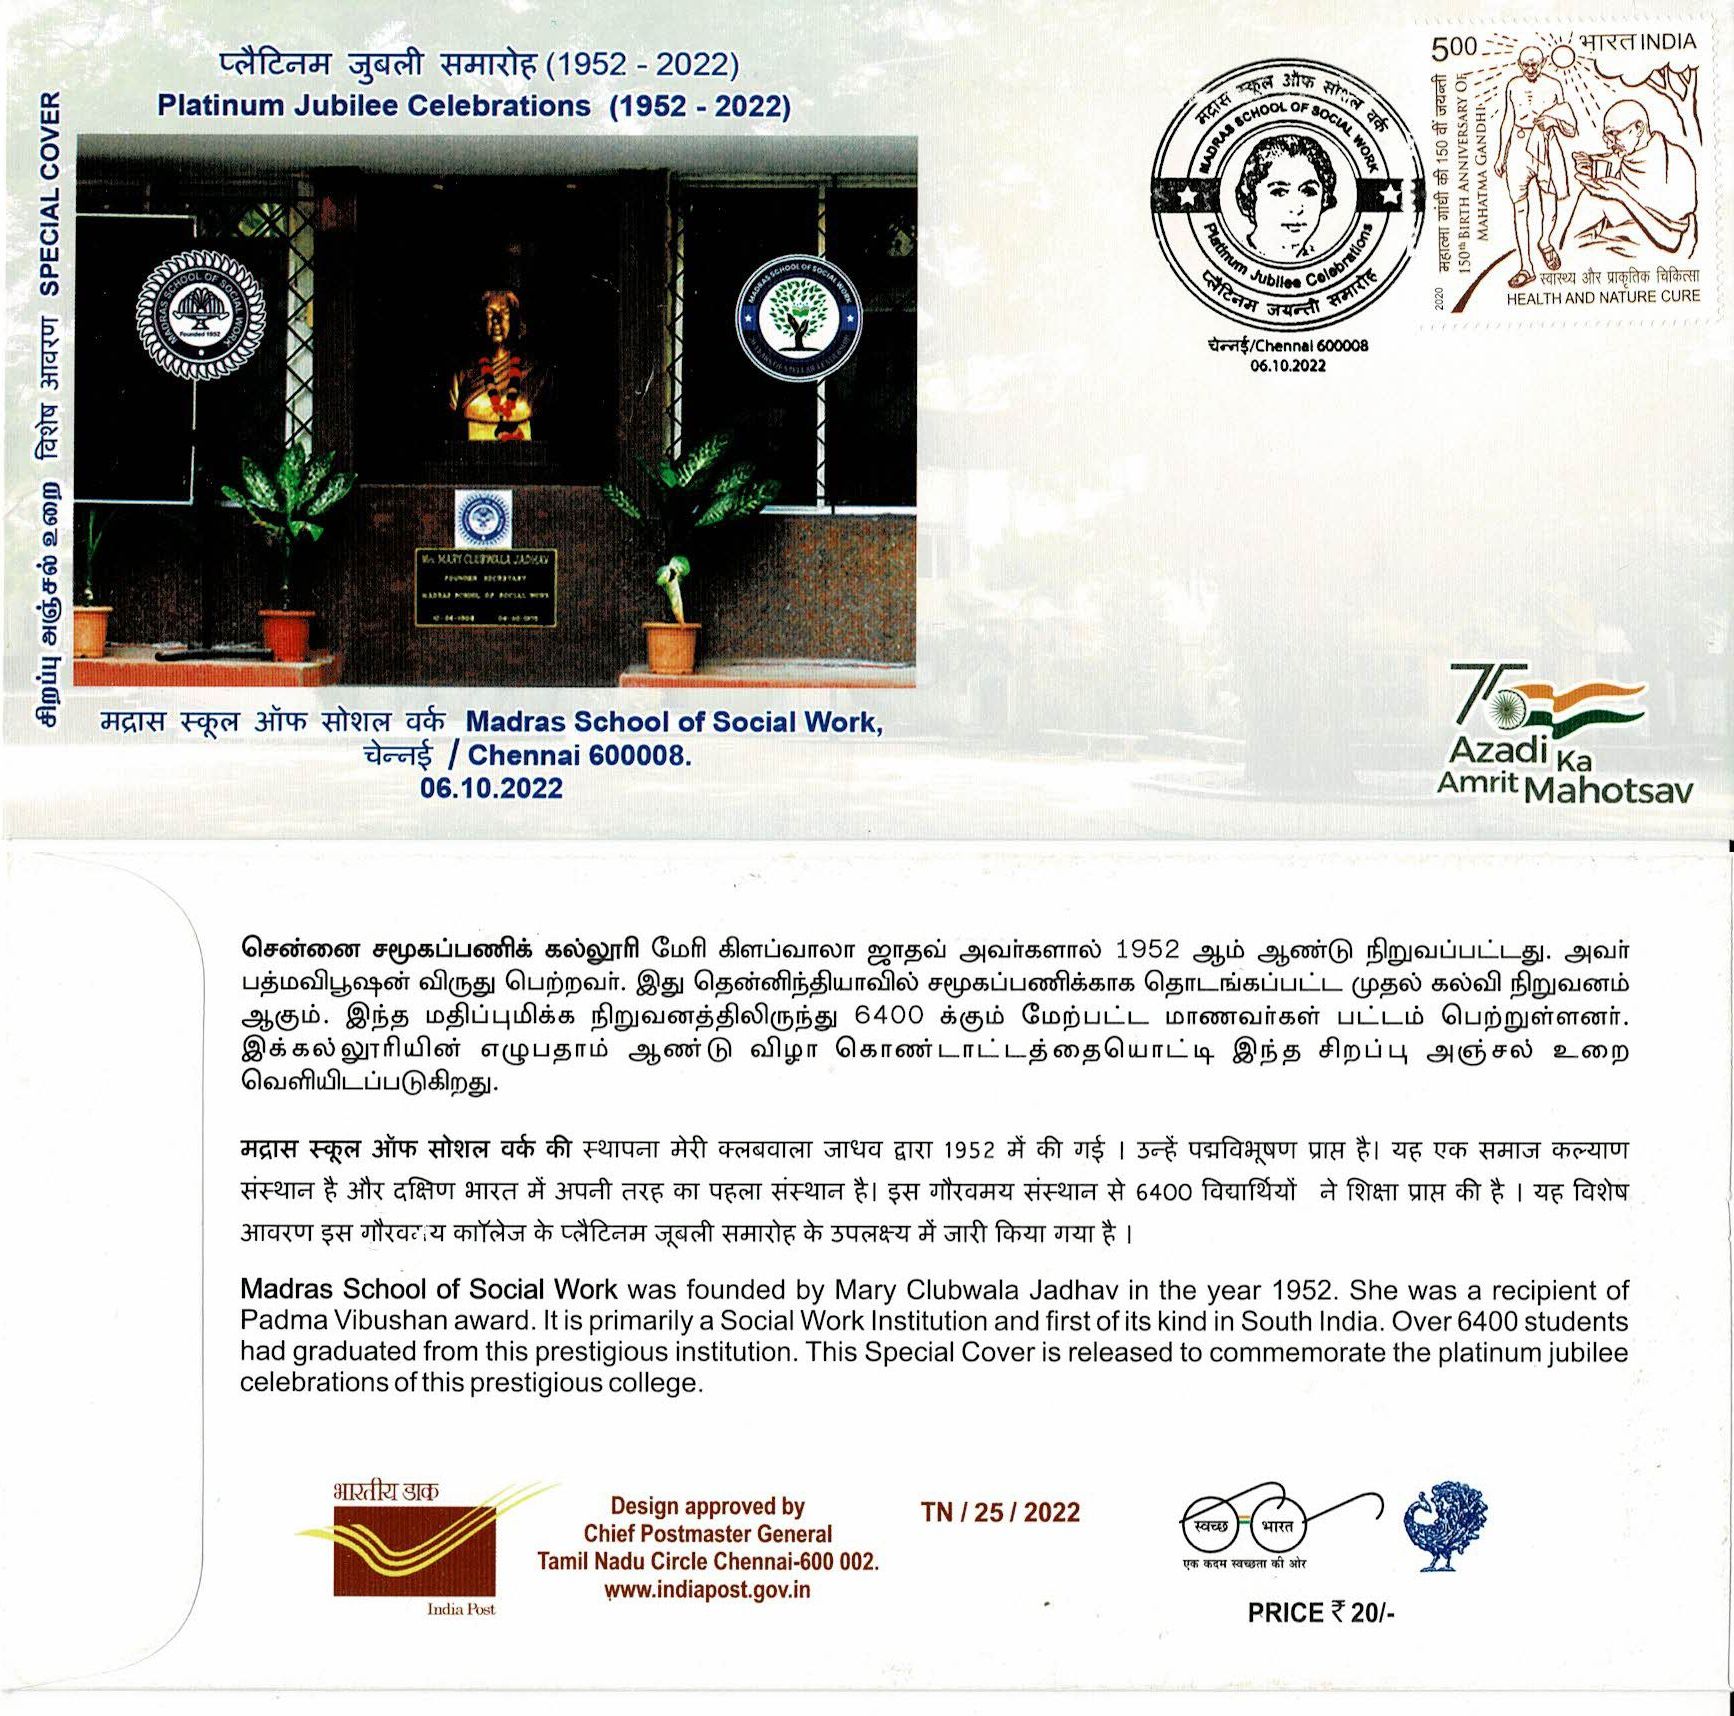 प्लैटिनम जुबली समारोह (1952 - 2022)
Platinum Jubilee Celebrations (1952 - 2022)
சிறப்பு அஞ்சல் உறை विशेष आवरण SPECIAL COVER
MADRAS SCHOOL OF SOCIAL WORK
Founded 1952
MADRAS SCHOOL OF SOCIAL WORK
Mrs. MARY CLUBWALA JADHAV
FOUNDER SECRETARY
MADRAS SCHOOL OF SOCIAL WORK
मद्रास स्कूल ऑफ सोशल वर्क Madras School of Social Work,
चेन्नई / Chennai 600008.
06.10.2022
मद्रास स्कूल ऑफ सोशल वर्क
MADRAS SCHOOL OF SOCIAL WORK
Platinum Jubilee Celebrations
प्लैटिनम जयन्ती समारोह
चेन्नई/Chennai 600008
06.10.2022
500 भारत INDIA
महात्मा गांधी की 150 वीं जयन्ती
150th BIRTH ANNIVERSARY OF
MAHATMA GANDHI
2020
स्वास्थ्य और प्राकृतिक चिकित्सा
HEALTH AND NATURE CURE
75
Azadi Ka
Amrit Mahotsav
சென்னை சமூகப்பணிக் கல்லூரி மேரி கிளப்வாலா ஜாதவ் அவர்களால் 1952 ஆம் ஆண்டு நிறுவப்பட்டது. அவர்
பத்மவிபூஷன் விருது பெற்றவர். இது தென்னிந்தியாவில் சமூகப்பணிக்காக தொடங்கப்பட்ட முதல் கல்வி நிறுவனம்
ஆகும். இந்த மதிப்புமிக்க நிறுவனத்திலிருந்து 6400 க்கும் மேற்பட்ட மாணவர்கள் பட்டம் பெற்றுள்ளனர்.
இக்கல்லூரியின் எழுபதாம் ஆண்டு விழா கொண்டாட்டத்தையொட்டி இந்த சிறப்பு அஞ்சல் உறை
வெளியிடப்படுகிறது.
मद्रास स्कूल ऑफ सोशल वर्क की स्थापना मेरी क्लबवाला जाधव द्वारा 1952 में की गई । उन्हें पद्मविभूषण प्राप्त है। यह एक समाज कल्याण
संस्थान है और दक्षिण भारत में अपनी तरह का पहला संस्थान है। इस गौरवमय संस्थान से 6400 विद्यार्थियों ने शिक्षा प्राप्त की है । यह विशेष
आवरण इस कॉलेज के प्लैटिनम जूबली समारोह के उपलक्ष्य में जारी किया गया है ।
Madras School of Social Work was founded by Mary Clubwala Jadhav in the year 1952. She was a recipient of
Padma Vibushan award. It is primarily a Social Work Institution and first of its kind in South India. Over 6400 students
had graduated from this prestigious institution. This Special Cover is released to commemorate the platinum jubilee
celebrations of this prestigious college.
भारतीय डाक
India Post
Design approved by
Chief Postmaster General
Tamil Nadu Circle Chennai-600 002.
www.indiapost.gov.in
TN / 25 / 2022
स्वच्छ भारत
एक कदम स्वच्छता की ओर
PRICE ₹ 20/-